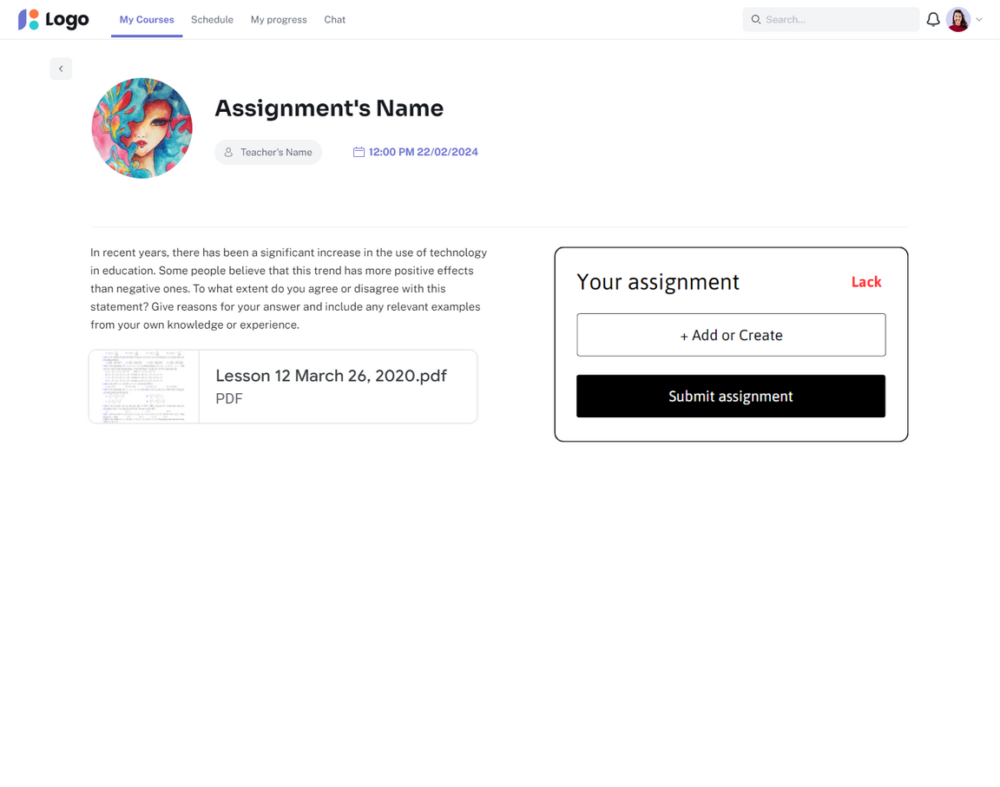 Logo
My Courses
Schedule
My progress
Chat
Search...
Assignment's Name
Teacher's Name
12:00 PM 22/02/2024
In recent years, there has been a significant increase in the use of technology
in education. Some people believe that this trend has more positive effects
than negative ones. To what extent do you agree or disagree with this
statement? Give reasons for your answer and include any relevant examples
from your own knowledge or experience.
Lesson 12 March 26, 2020.pdf
PDF
Your assignment
Lack
+ Add or Create
Submit assignment